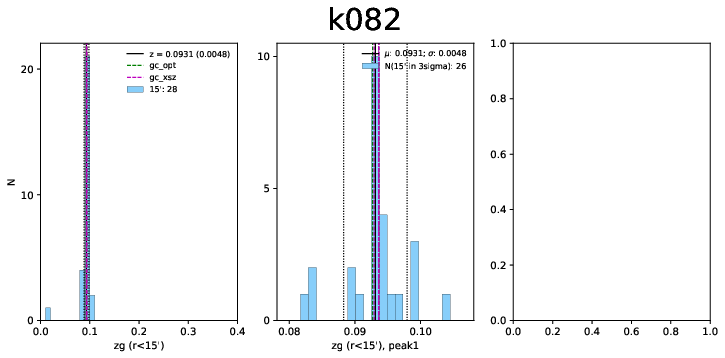 k082
z = 0.0931 (0.0048)
gc_opt
gc_xsz
15': 28
N
0
10
20
0.0 0.1 0.2 0.3 0.4
zg (r<15')
μ: 0.0931; σ: 0.0048
N(15' in 3sigma): 26
0
5
10
0.08 0.09 0.10
zg (r<15'), peak1
1.0
0.8
0.6
0.4
0.2
0.0
0.0 0.2 0.4 0.6 0.8 1.0